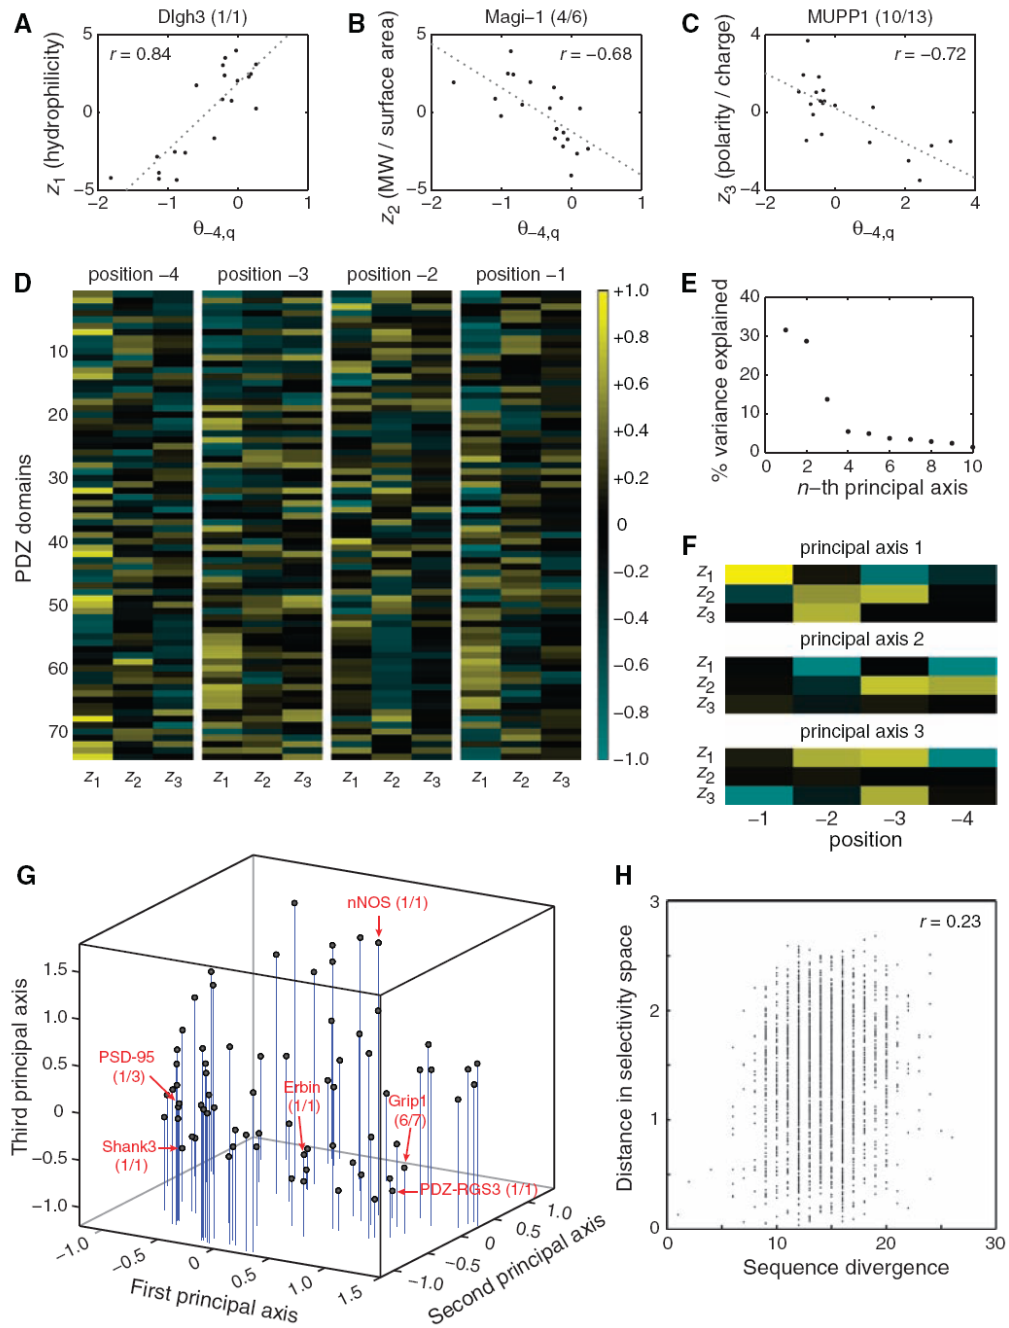 A
Dlgh3 (1/1)
5
0
−5
z1 (hydrophilicity)
r = 0.84
−2
−1
0
1
θ−4,q
B
Magi−1 (4/6)
5
0
−5
z2 (MW / surface area)
r = −0.68
−2
−1
0
1
θ−4,q
C
MUPP1 (10/13)
4
0
−4
z3 (polarity / charge)
r = −0.72
−2
0
2
4
θ−4,q
D
position −4
position −3
position −2
position −1
PDZ domains
10
20
30
40
50
60
70
z1 z2 z3
z1 z2 z3
z1 z2 z3
z1 z2 z3
+1.0
+0.8
+0.6
+0.4
+0.2
0
−0.2
−0.4
−0.6
−0.8
−1.0
E
% variance explained
40
30
20
10
0
0 2 4 6 8 10
n−th principal axis
F
principal axis 1
z1
z2
z3
principal axis 2
z1
z2
z3
principal axis 3
z1
z2
z3
−1 −2 −3 −4
position
G
nNOS (1/1)
Third principal axis
1.5
1.0
0.5
0
−0.5
−1.0
PSD-95
(1/3)
Shank3
(1/1)
Erbin
(1/1)
Grip1
(6/7)
PDZ-RGS3 (1/1)
−1.0
−0.5
0
0.5
1.0
1.5
First principal axis
−1.0
−0.5
0
0.5
1.0
Second principal axis
H
r = 0.23
Distance in selectivity space
3
2
1
0
0 10 20 30
Sequence divergence